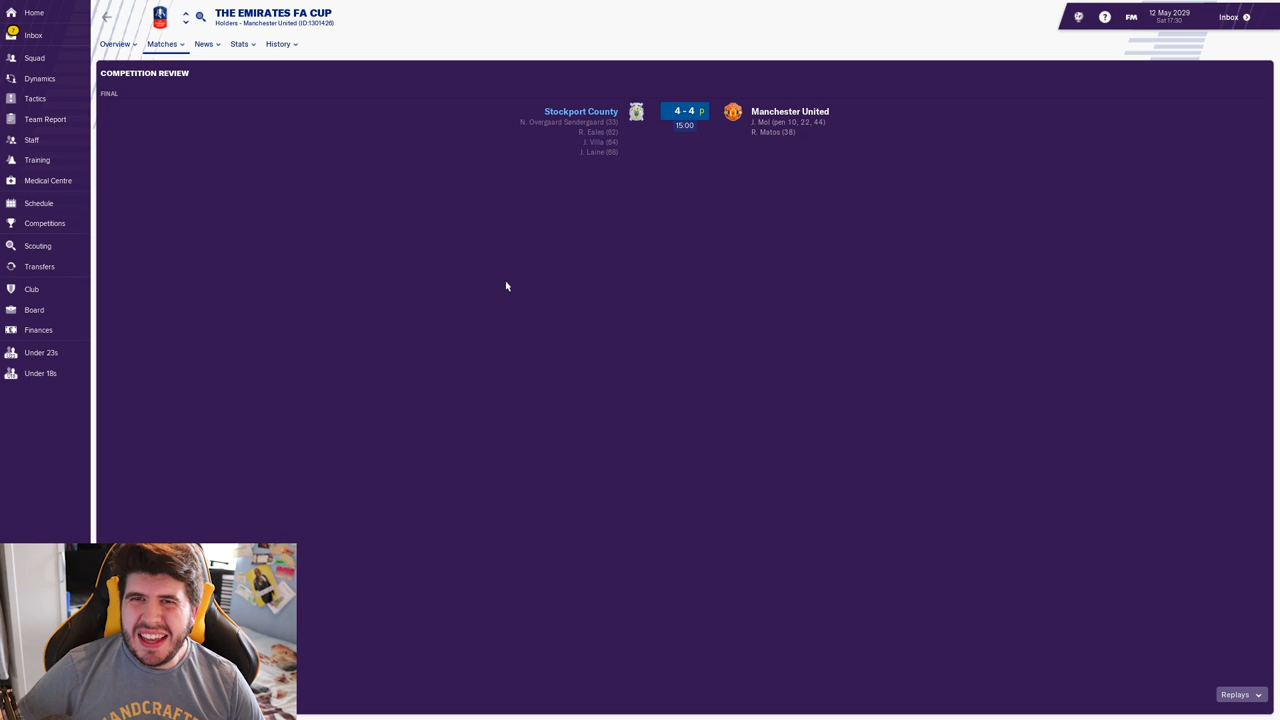 Home
7
Inbox
Squad
Dynamics
Tactics
Team Report
Staff
Training
Medical Centre
Schedule
Competitions
Scouting
Transfers
Club
Board
Finances
Under 23s
Under 18s
THE EMIRATES FA CUP
Holders - Manchester United (ID:1301426)
Overview
Matches
News
Stats
History
?
FM
12 May 2029
Sat 17:30
Inbox
COMPETITION REVIEW
FINAL
Stockport County
N. Overgaard Søndergaard (33)
R. Eales (62)
J. Villa (64)
J. Laine (68)
4 - 4 p
15:00
Manchester United
J. Mol (pen 10, 22, 44)
R. Matos (38)
Replays
HANDCRAFT